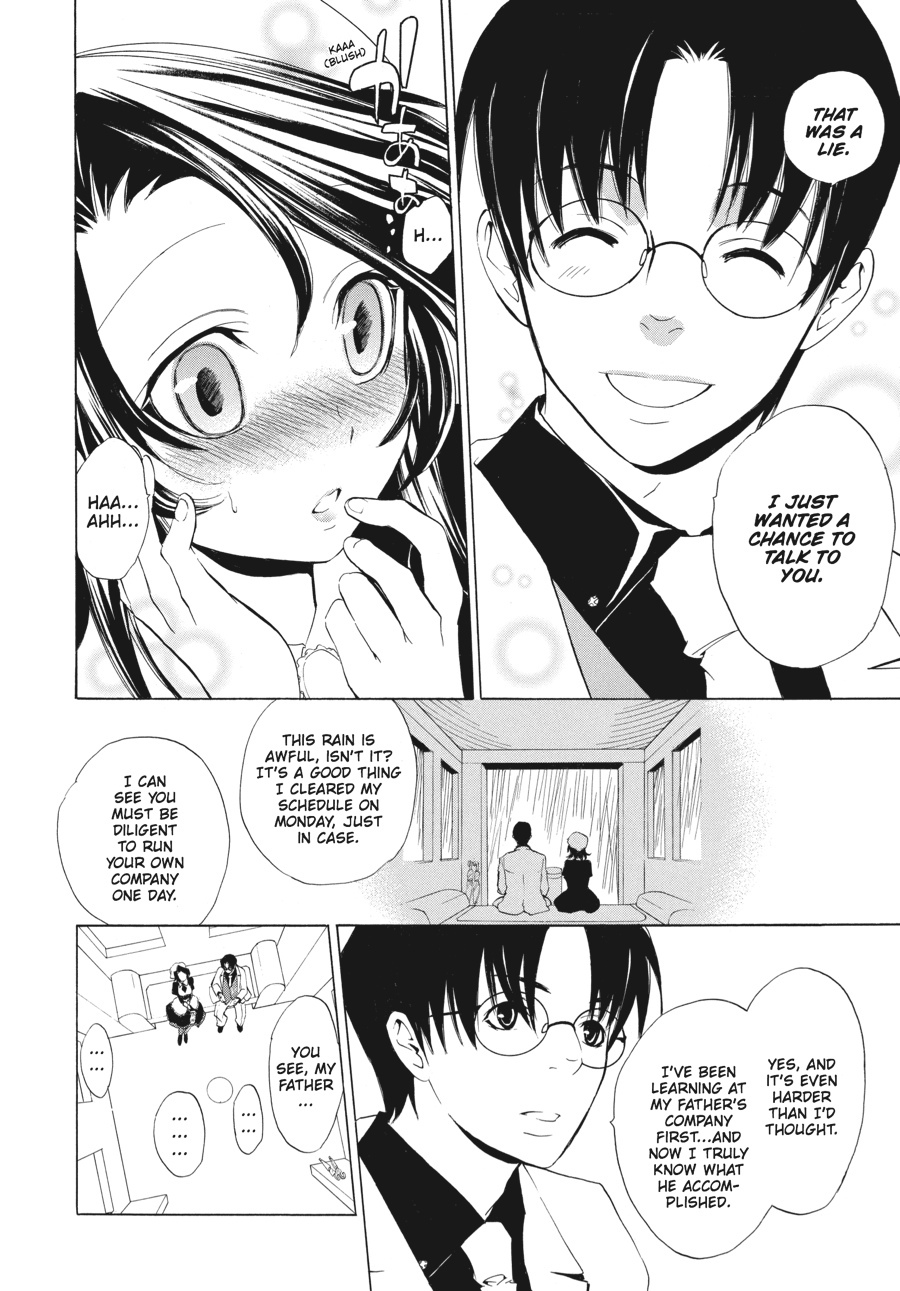 THAT
WAS A
LIE.
I JUST
WANTED A
CHANCE TO
TALK TO
YOU.
カあぁ
KAAA
(BLUSH)
H...
HAA...
AHH...
THIS RAIN IS
AWFUL, ISN'T IT?
IT'S A GOOD THING
I CLEARED MY
SCHEDULE ON
MONDAY, JUST
IN CASE.
I CAN
SEE YOU
MUST BE
DILIGENT
TO RUN
YOUR OWN
COMPANY
ONE DAY.
YES, AND
IT'S EVEN
HARDER
THAN I'D
THOUGHT.
I'VE BEEN
LEARNING AT
MY FATHER'S
COMPANY
FIRST...AND
NOW I TRULY
KNOW WHAT
HE ACCOM-
PLISHED.
YOU
SEE, MY
FATHER
...
...
...
...
...
...
...
...